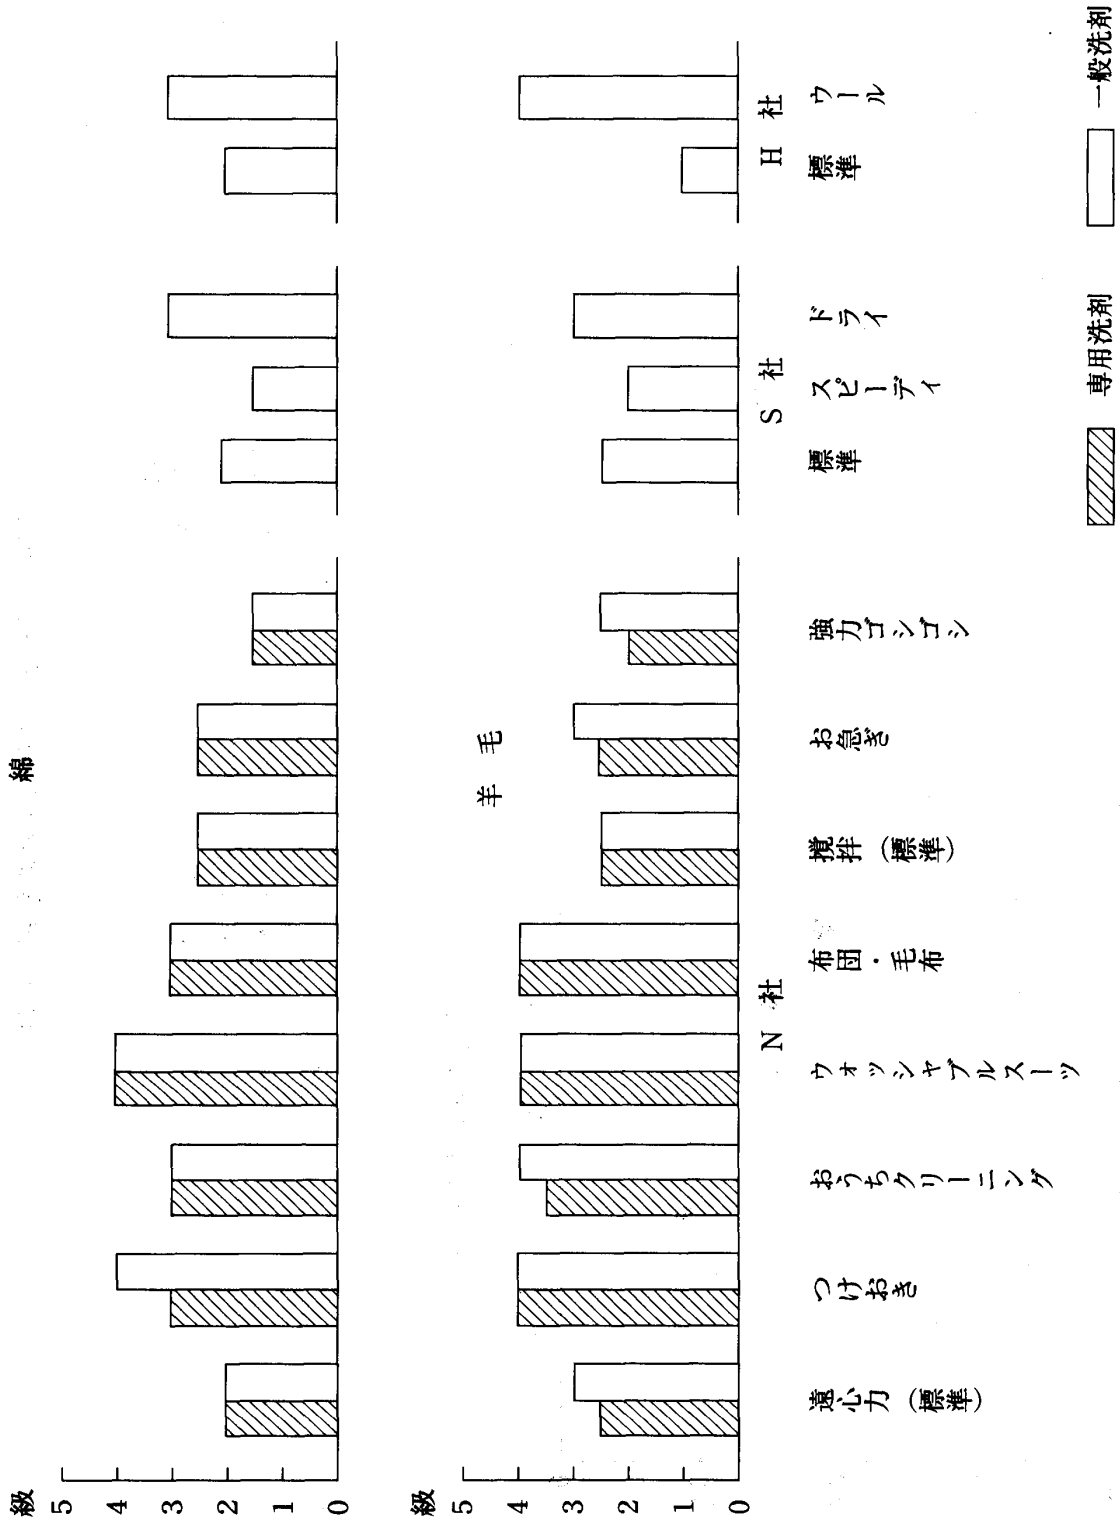 綿
級
5
4
3
2
1
0
羊毛
級
5
4
3
2
1
0
N社
S社
H社
遠心力(標準)
つけおき
おうちクリーニング
ウォッシャブルスーツ
布団・毛布
攪拌(標準)
お急ぎ
強力ゴシゴシ
標準
スピーディ
ドライ
標準
ウール
専用洗剤
一般洗剤